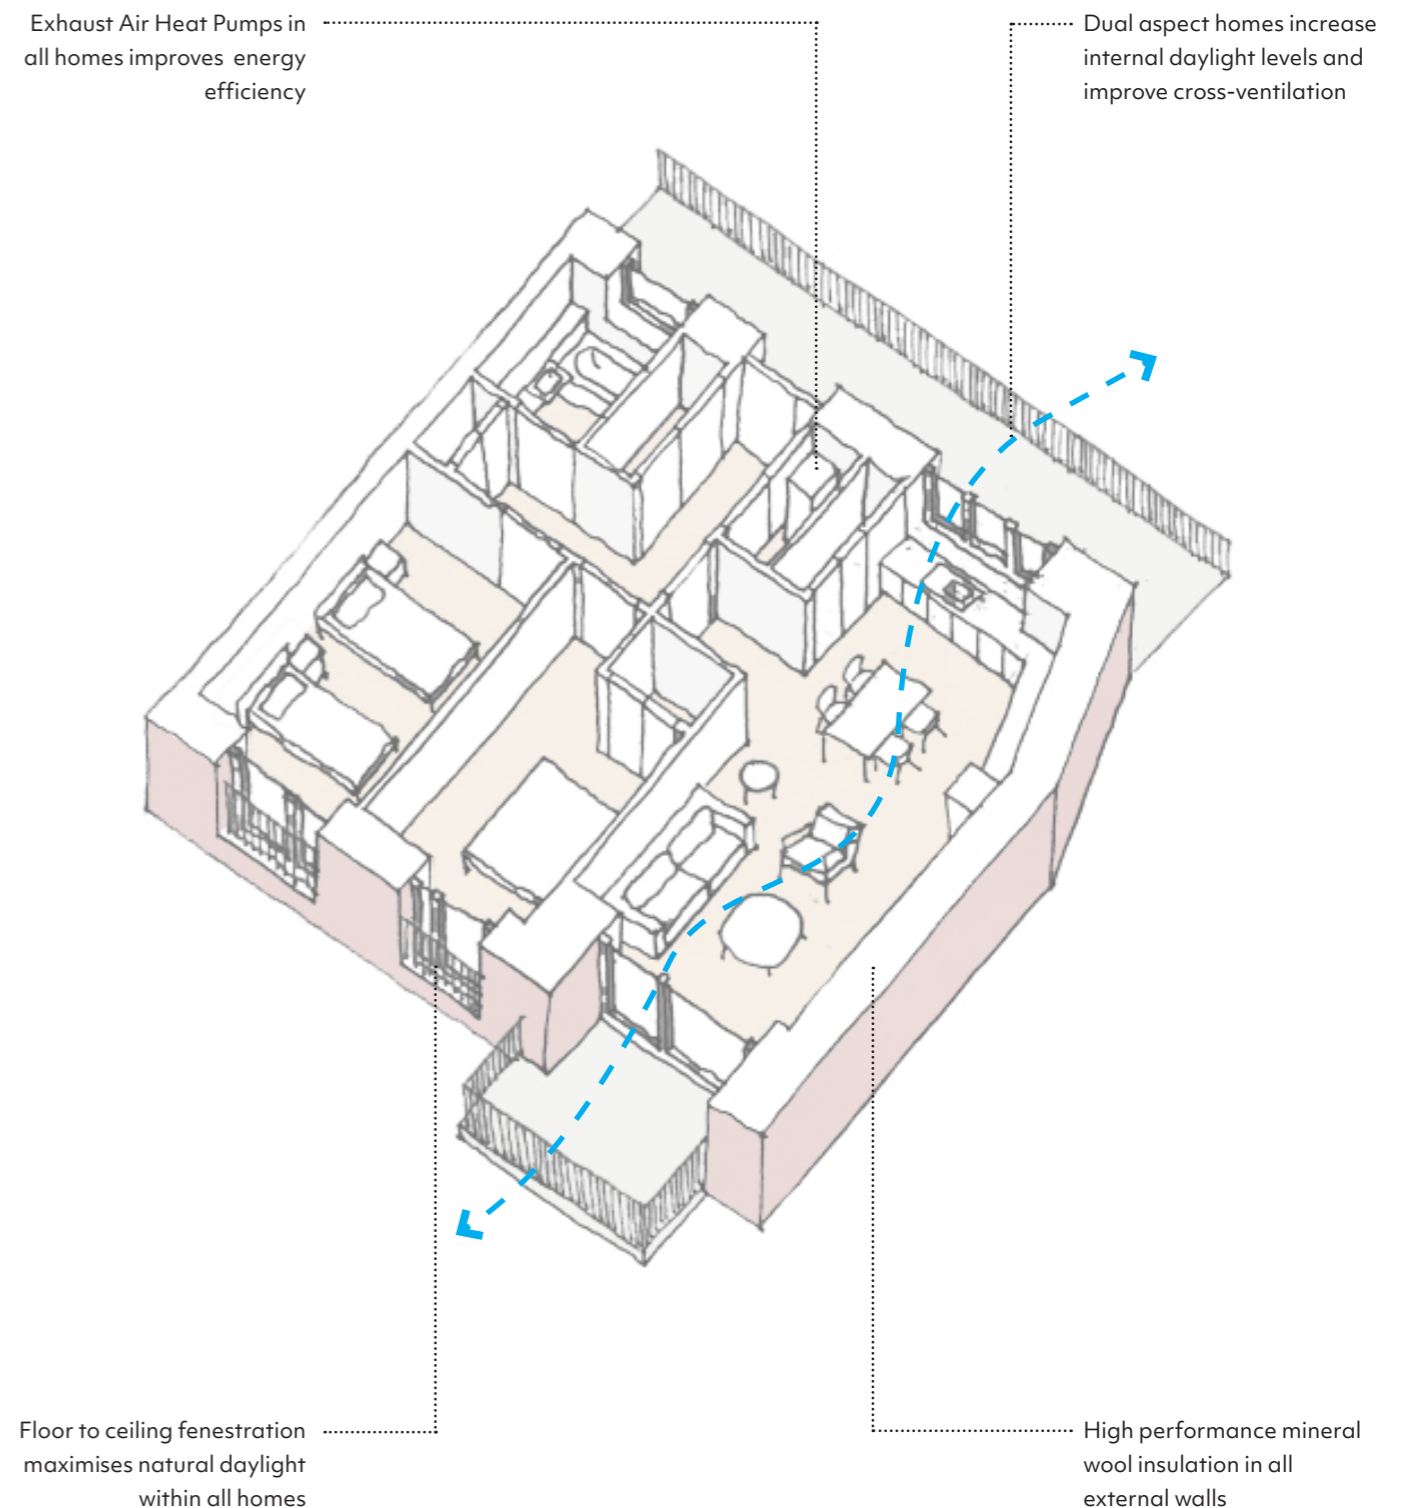 Exhaust Air Heat Pumps in
all homes improves energy
efficiency
Dual aspect homes increase
internal daylight levels and
improve cross-ventilation
Floor to ceiling fenestration
maximises natural daylight
within all homes
High performance mineral
wool insulation in all
external walls